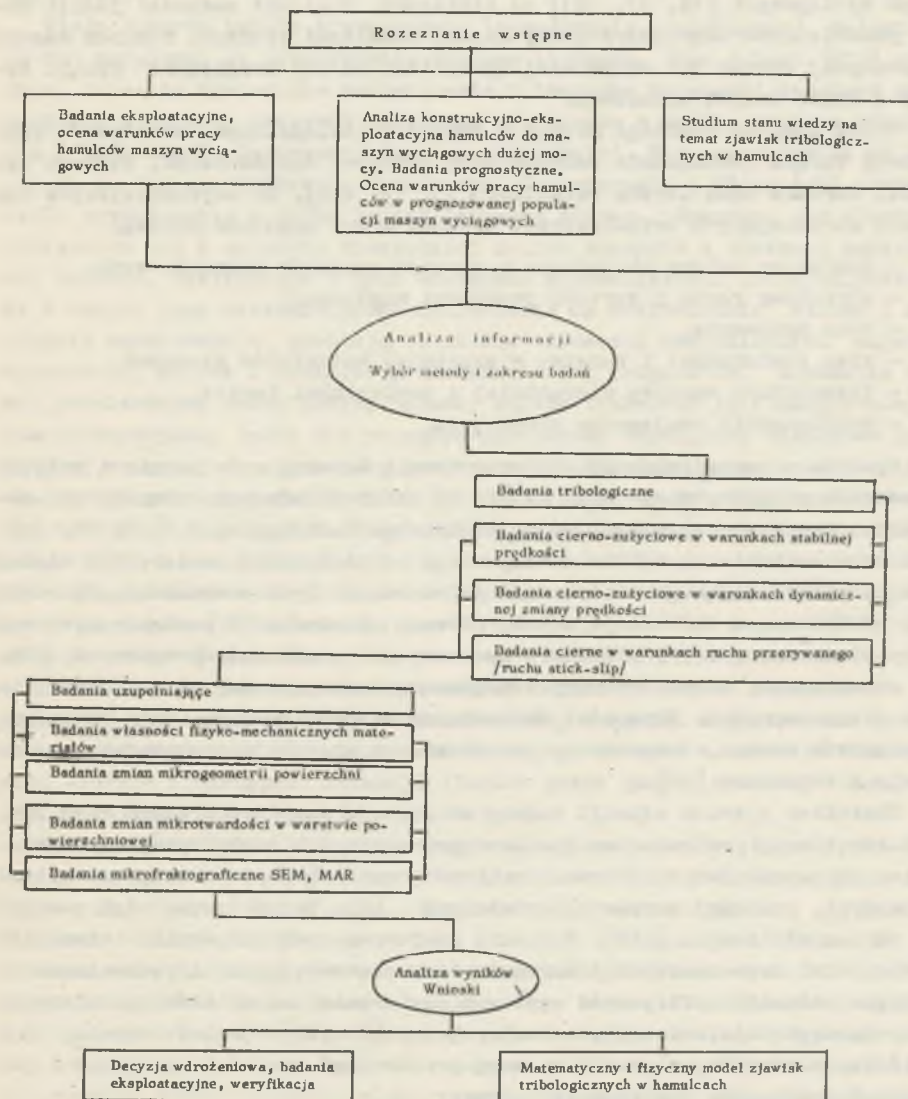 Rozeznanie wstępne
Badania eksploatacyjne,
ocena warunków pracy
hamulców maszyn wycią-
gowych
Analiza konstrukcyjno-eks-
ploatacyjna hamulców do ma-
szyn wyciągowych dużej mo-
cy. Badania prognostyczne.
Ocena warunków pracy hamul-
ców w prognozowanej popula-
cji maszyn wyciągowych
Studium stanu wiedzy na
temat zjawisk tribologicz-
nych w hamulcach
Analiza informacji
Wybór metody i zakresu badań
Badania tribologiczne
Badania cierno-zużyciowe w warunkach stabilnej
prędkości
Badania cierno-zużyciowe w warunkach dynamicz-
nej zmiany prędkości
Badania cierne w warunkach ruchu przerywanego
/ruchu stick-slip/
Badania uzupełniające
Badania własności fizyko-mechanicznych mate-
riałów
Badania zmian mikrogeometrii powierzchni
Badania zmian mikrotwardości w warstwie po-
wierzchniowej
Badania mikrofraktograficzne SEM, MAR
Analiza wyników
Wnioski
Decyzja wdrożeniowa, badania
eksploatacyjne, weryfikacja
Matematyczny i fizyczny model zjawisk
tribologicznych w hamulcach